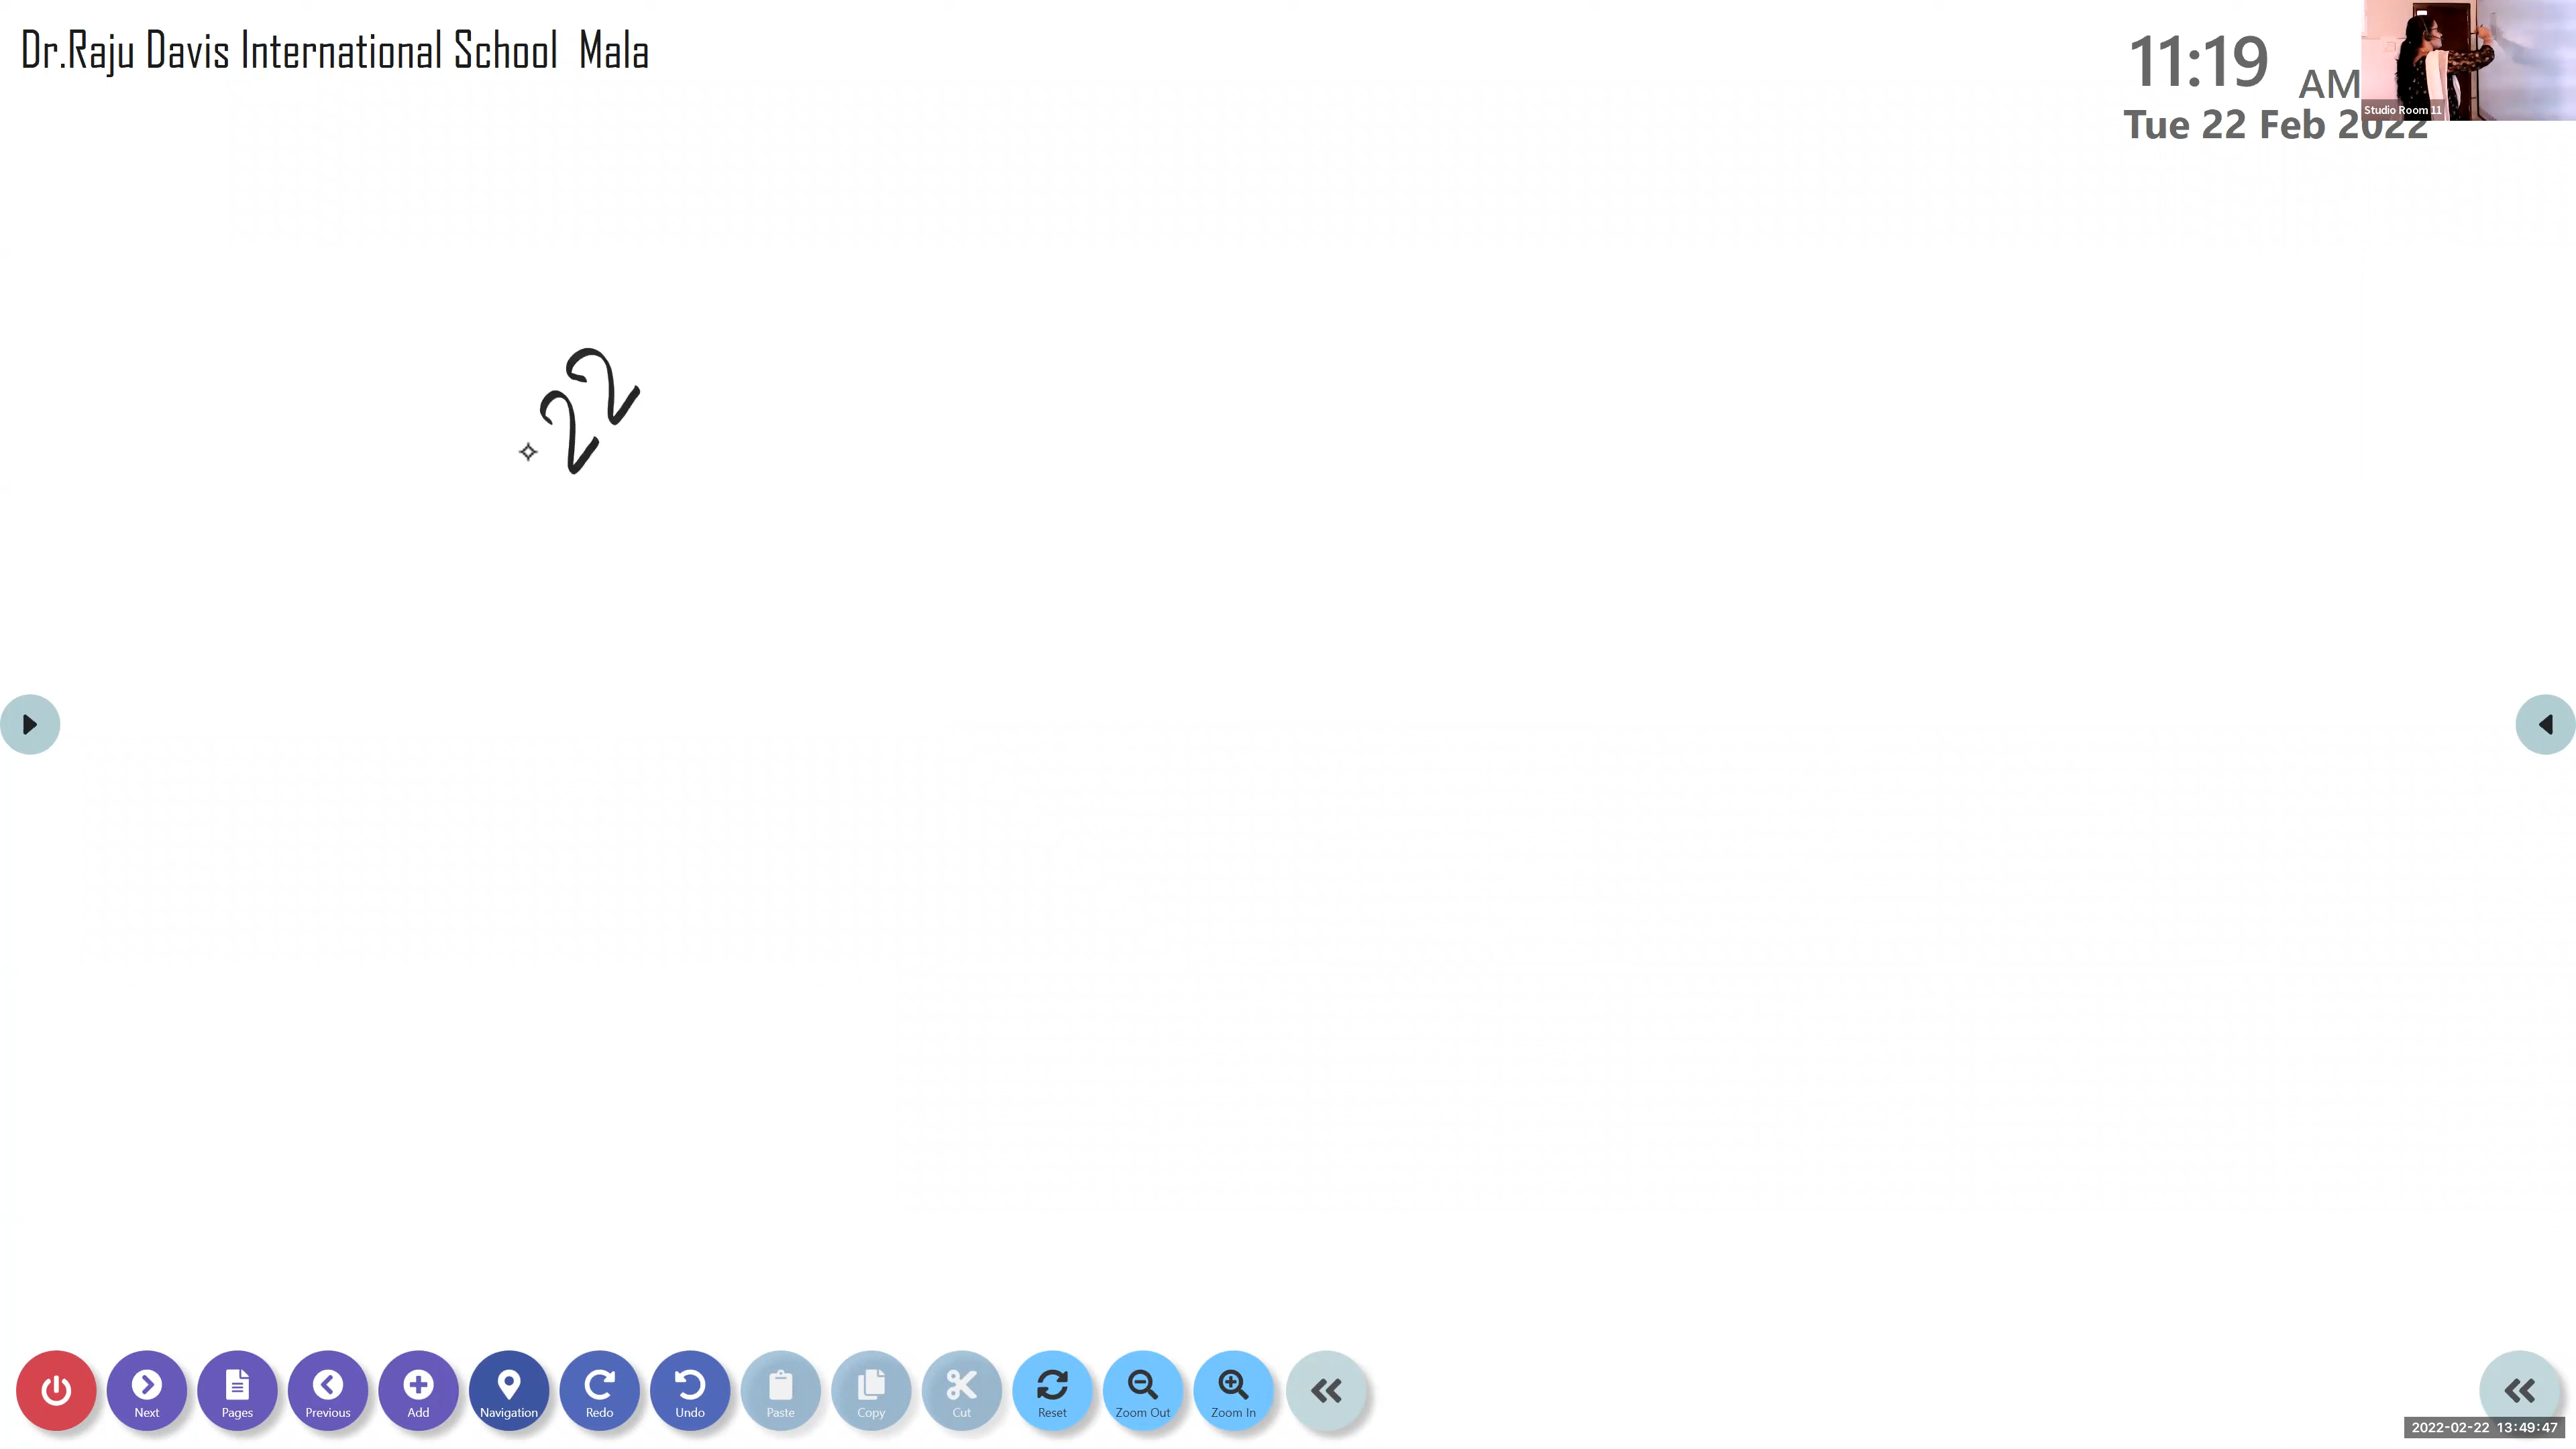 Dr.Raju Davis International School Mala
11:19 AM
Tue 22 Feb 2022
Studio Room 11
22
Next
Pages
Previous
Add
Navigation
Redo
Undo
Paste
Copy
Cut
Reset
Zoom Out
Zoom In
2022-02-22 13:49:47